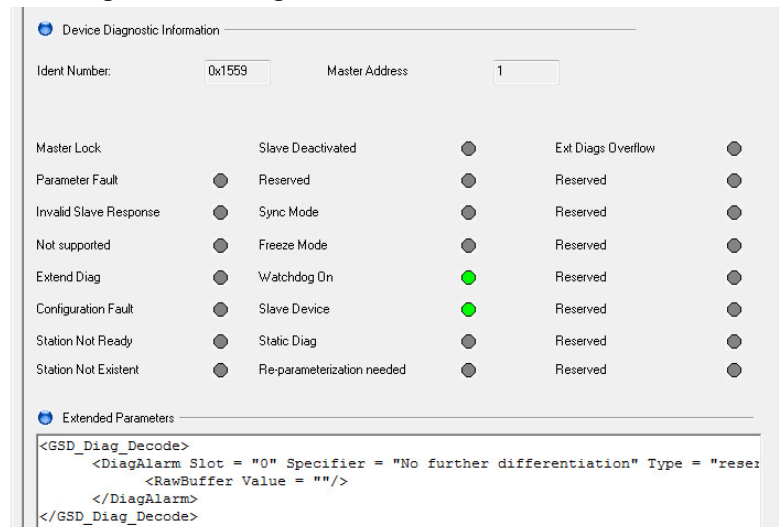 Device Diagnostic Information
Ident Number: 0x1559 Master Address 1
Master Lock Slave Deactivated Ext Diags Overflow
Parameter Fault Reserved Reserved
Invalid Slave Response Sync Mode Reserved
Not supported Freeze Mode Reserved
Extend Diag Watchdog On Reserved
Configuration Fault Slave Device Reserved
Station Not Ready Static Diag Reserved
Station Not Existent Re-parameterization needed Reserved
Extended Parameters
<GSD_Diag_Decode>
<DiagAlarm Slot = "0" Specifier = "No further differentiation" Type = "reser
<RawBuffer Value = ""/>
</DiagAlarm>
</GSD_Diag_Decode>